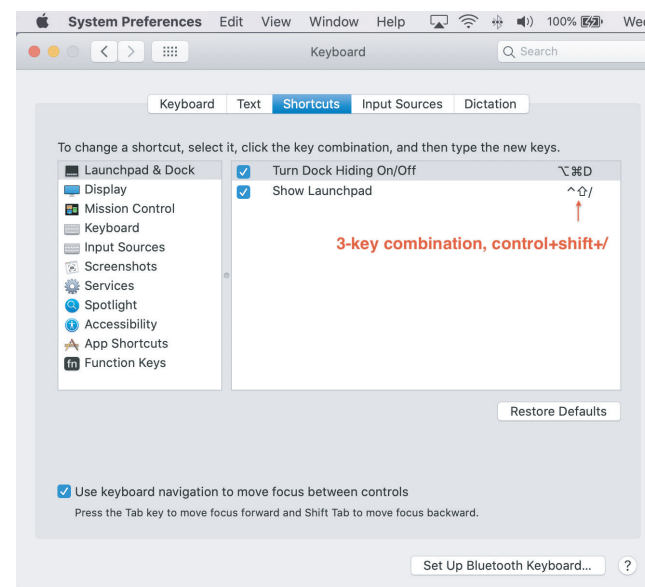 System Preferences Edit View Window Help 100% We
Keyboard
Search
Keyboard Text Shortcuts Input Sources Dictation
To change a shortcut, select it, click the key combination, and then type the new keys.
Launchpad & Dock
Display
Mission Control
Keyboard
Input Sources
Screenshots
Services
Spotlight
Accessibility
App Shortcuts
fn Function Keys
Turn Dock Hiding On/Off ⌥⌘D
Show Launchpad ^⇧/
3-key combination, control+shift+/
Restore Defaults
Use keyboard navigation to move focus between controls
Press the Tab key to move focus forward and Shift Tab to move focus backward.
Set Up Bluetooth Keyboard... ?